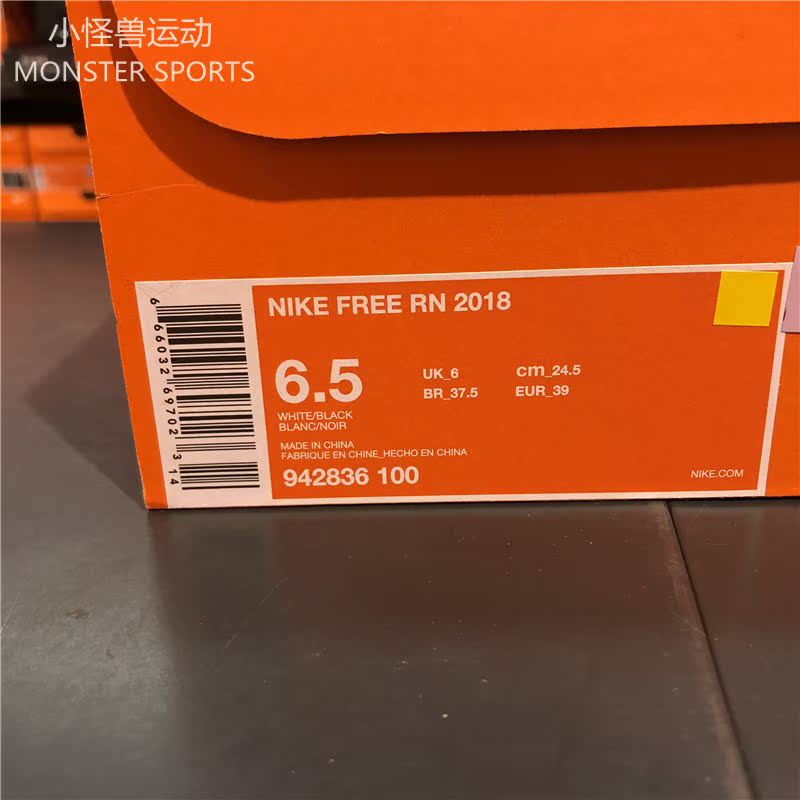 小怪兽运动
MONSTER SPORTS
NIKE FREE RN 2018
6.5
UK_6
cm_24.5
BR_37.5
EUR_39
WHITE/BLACK
BLANC/NOIR
MADE IN CHINA
FABRIQUE EN CHINE_HECHO EN CHINA
942836 100
NIKE.COM
6 66032 69702 314